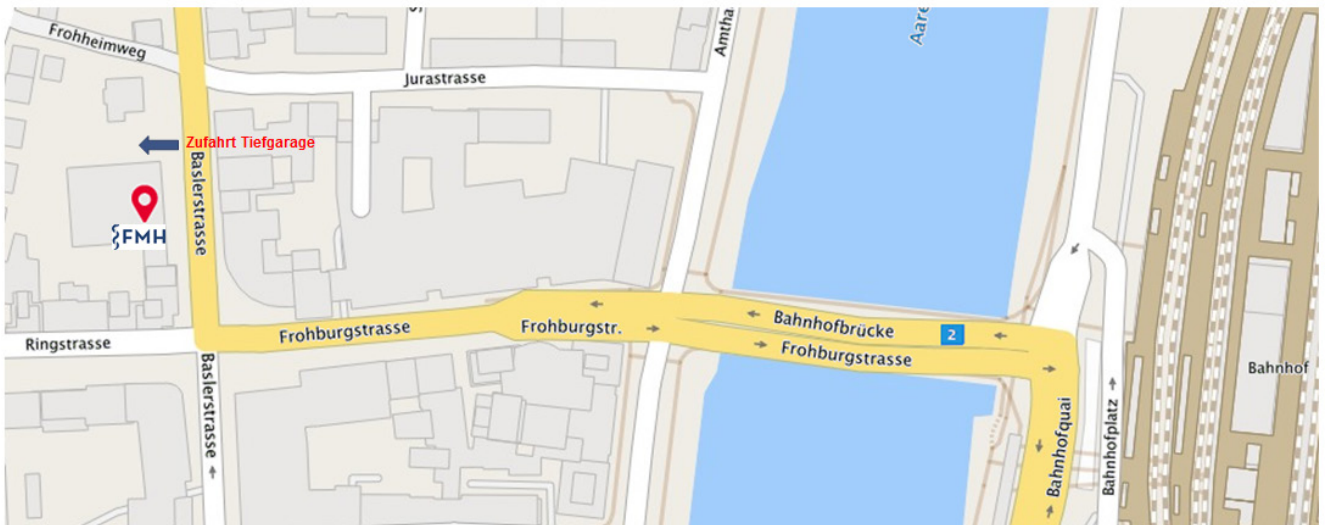 Frohheimweg
Jurastrasse
Amtha
Aare
Zufahrt Tiefgarage
Baslerstrasse
FMH
Bahnhofbrücke
2
Frohburgstrasse
Frohburgstr.
Frohburgstrasse
Ringstrasse
Baslerstrasse
Bahnhof
Bahnhofquai
Bahnhofplatz